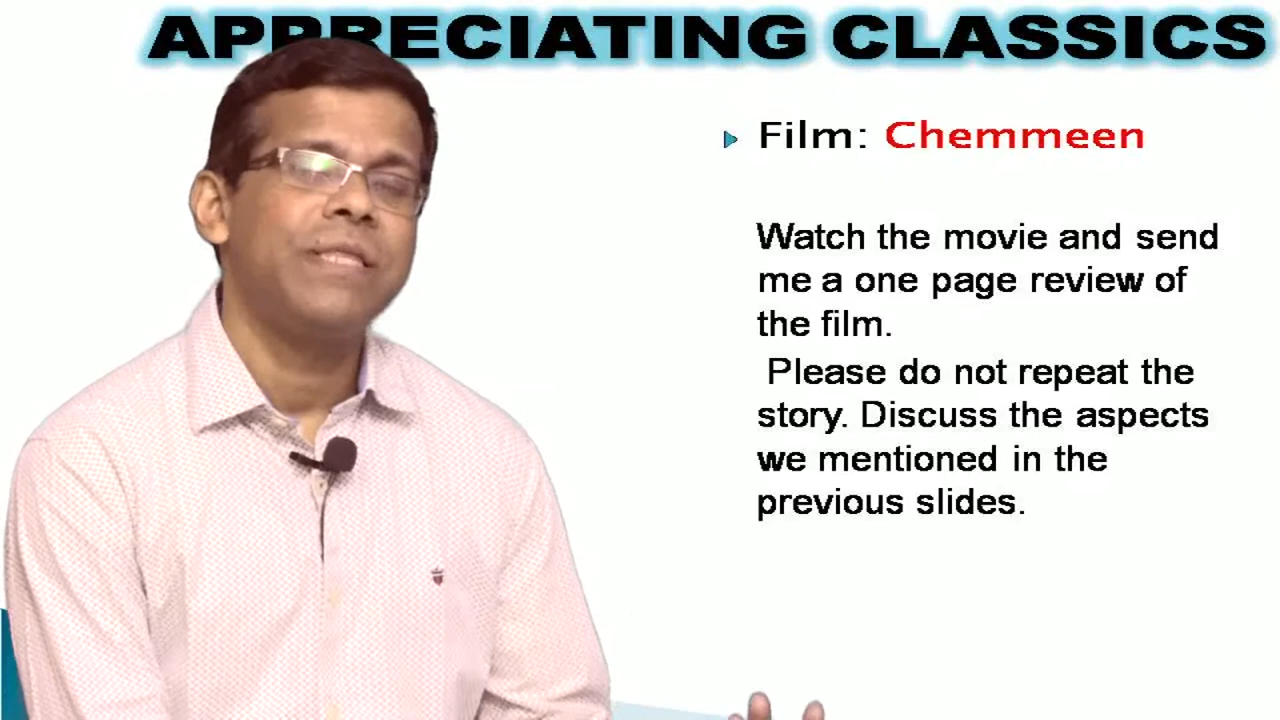 APPRECIATING CLASSICS
Film: Chemmeen
Watch the movie and send
me a one page review of
the film.
Please do not repeat the
story. Discuss the aspects
we mentioned in the
previous slides.